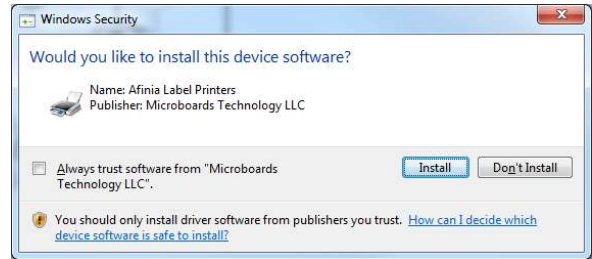 Windows Security
Would you like to install this device software?
Name: Afinia Label Printers
Publisher: Microboards Technology LLC
Always trust software from "Microboards
Technology LLC".
Install
Don't Install
You should only install driver software from publishers you trust. How can I decide which
device software is safe to install?